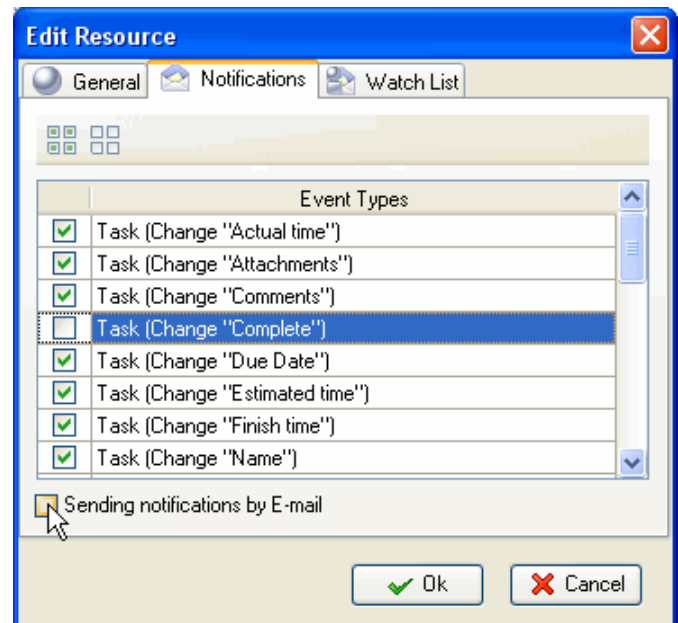 Edit Resource
General Notifications Watch List
Event Types
Task (Change "Actual time")
Task (Change "Attachments")
Task (Change "Comments")
Task (Change "Complete")
Task (Change "Due Date")
Task (Change "Estimated time")
Task (Change "Finish time")
Task (Change "Name")
Sending notifications by E-mail
Ok Cancel